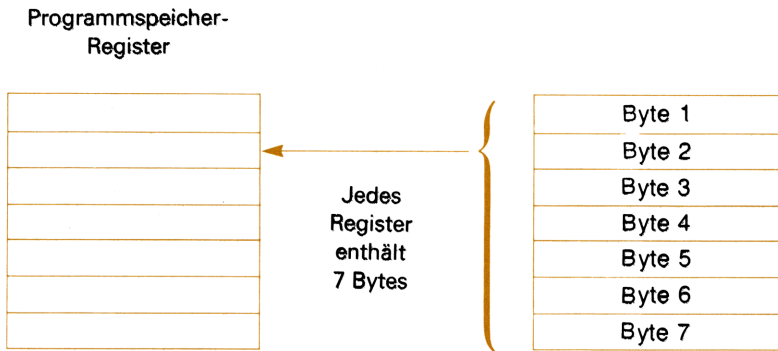 Programmspeicher-
Register
Jedes
Register
enthält
7 Bytes
Byte 1
Byte 2
Byte 3
Byte 4
Byte 5
Byte 6
Byte 7